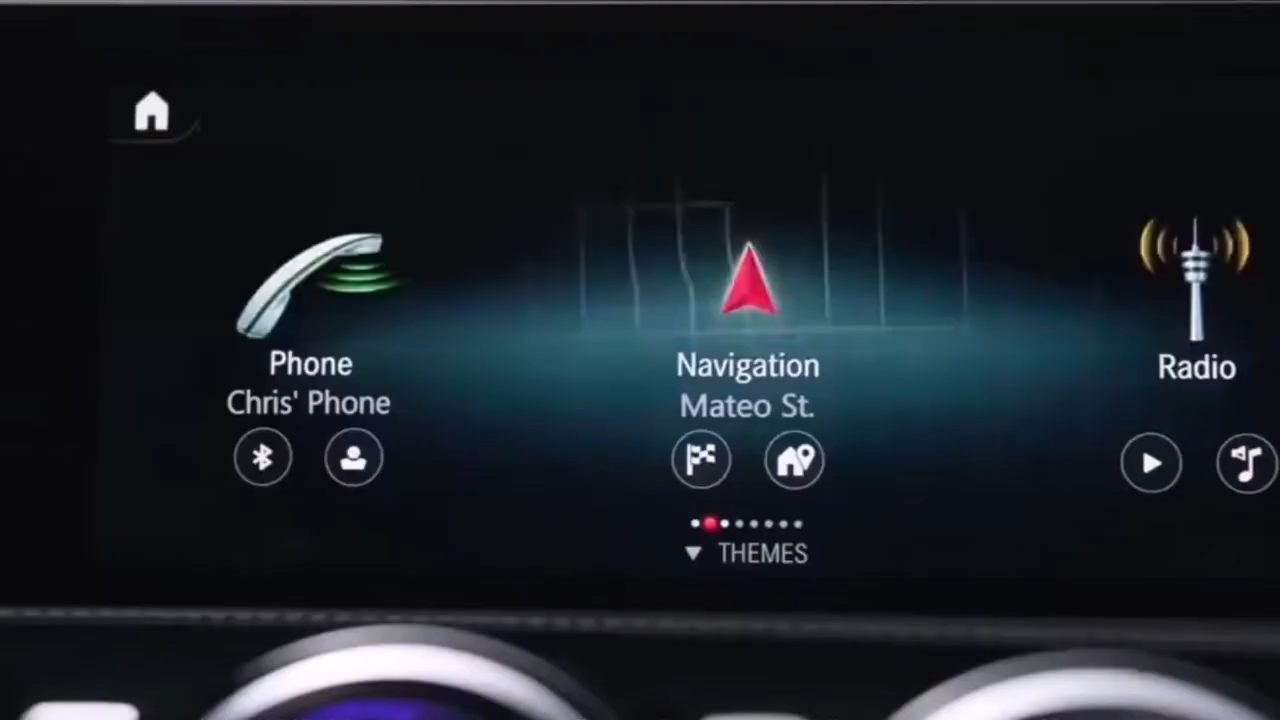 Phone
Chris' Phone
Navigation
Mateo St.
Radio
THEMES